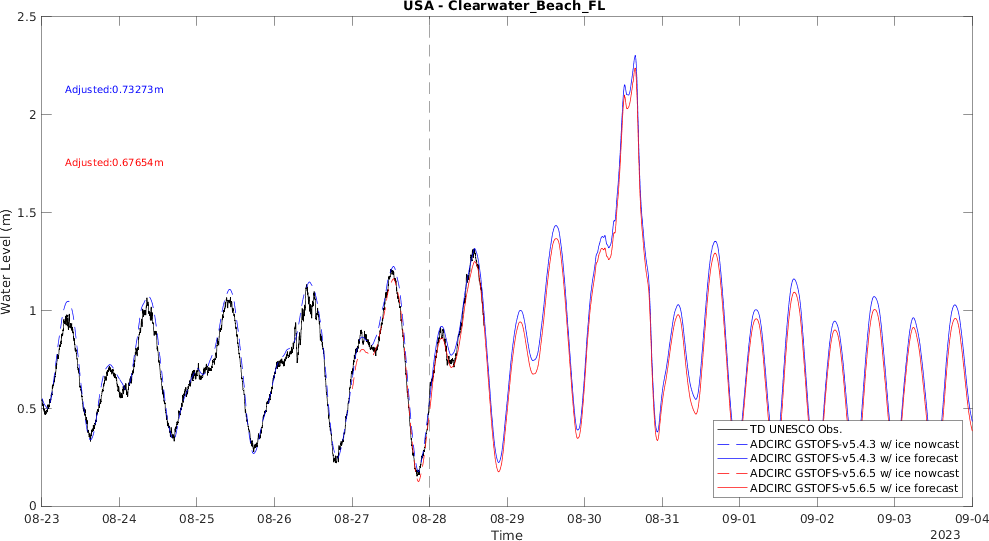 USA - Clearwater_Beach_FL
2.5
Adjusted:0.73273m
2
Adjusted:0.67654m
1.5
Water Level (m)
1
0.5
TD UNESCO Obs.
ADCIRC GSTOFS-v5.4.3 w/ ice nowcast
ADCIRC GSTOFS-v5.4.3 w/ ice forecast
ADCIRC GSTOFS-v5.6.5 w/ ice nowcast
ADCIRC GSTOFS-v5.6.5 w/ ice forecast
0
08-23 08-24 08-25 08-26 08-27 08-28 08-29 08-30 08-31 09-01 09-02 09-03 09-04
Time 2023